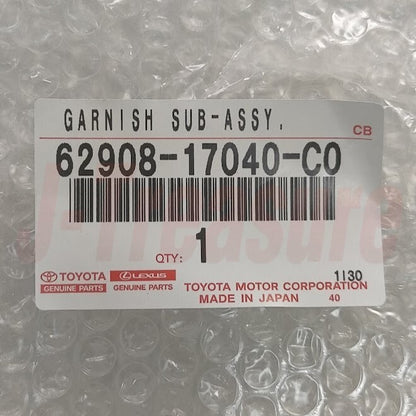 GARNISH SUB-ASSY.
CB
62908-17040-C0
J-Treasure
QTY: 1
TOYOTA LEXUS
GENUINE PARTS GENUINE PARTS
TOYOTA MOTOR CORPORATION
MADE IN JAPAN
1130
40